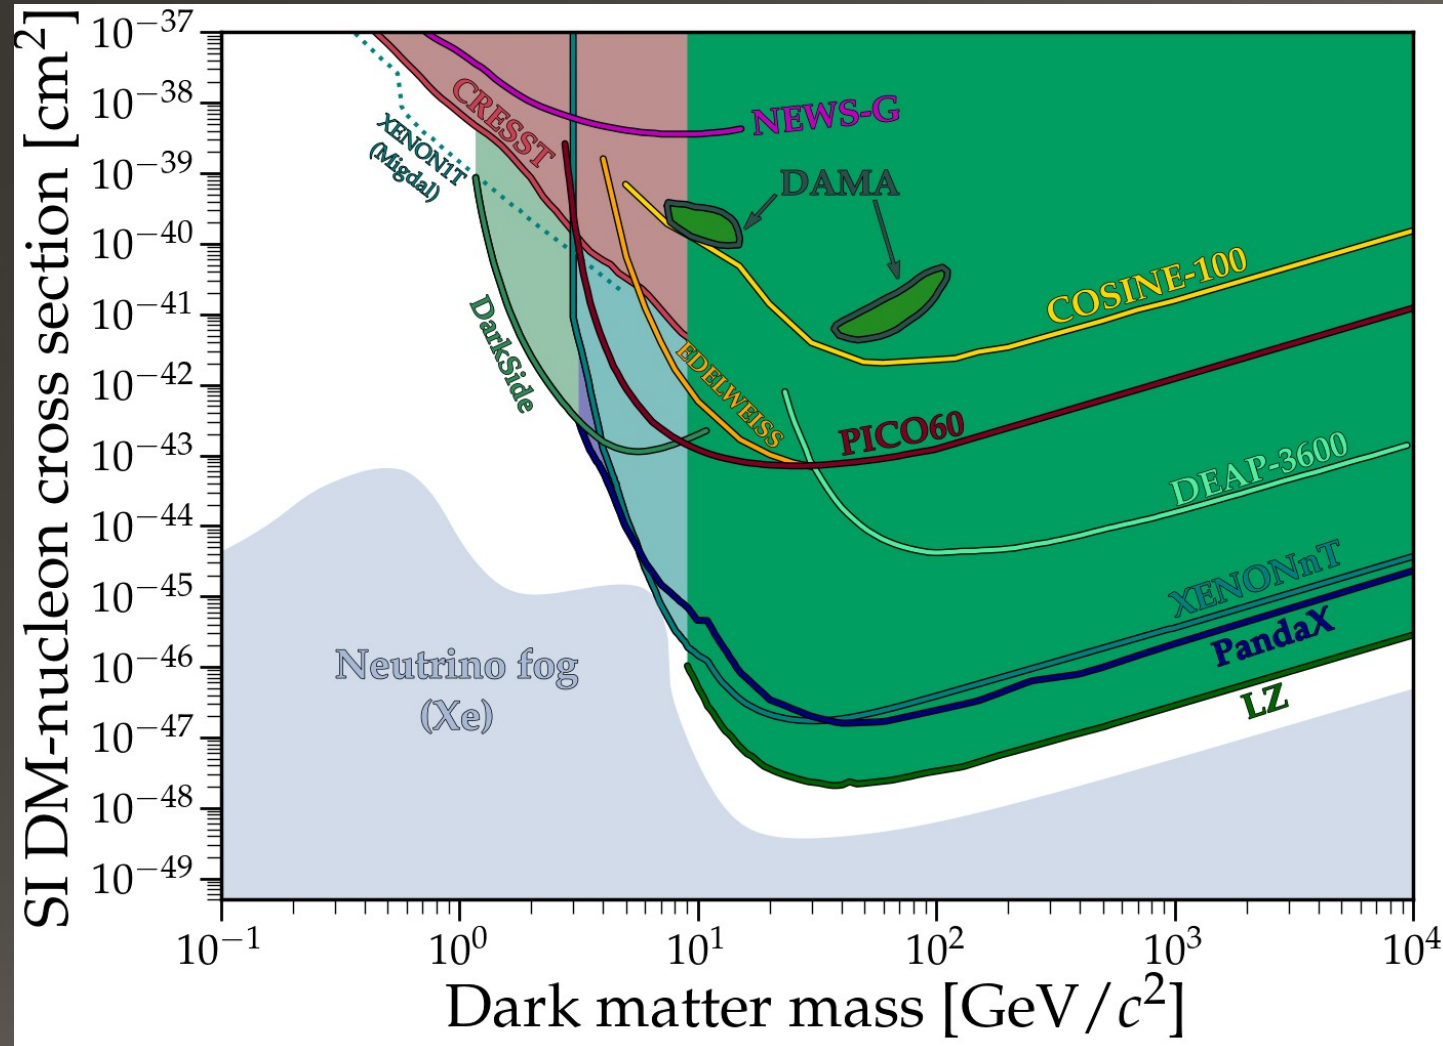 SI DM-nucleon cross section [cm²]
10⁻³⁷
10⁻³⁸
10⁻³⁹
10⁻⁴⁰
10⁻⁴¹
10⁻⁴²
10⁻⁴³
10⁻⁴⁴
10⁻⁴⁵
10⁻⁴⁶
10⁻⁴⁷
10⁻⁴⁸
10⁻⁴⁹
CRESST
NEWS-G
XENON1T
(Migdal)
DAMA
COSINE-100
DarkSide
EDELWEISS
PICO60
DEAP-3600
XENONnT
PandaX
LZ
Neutrino fog
(Xe)
10⁻¹
10⁰
10¹
10²
10³
10⁴
Dark matter mass [GeV/c²]